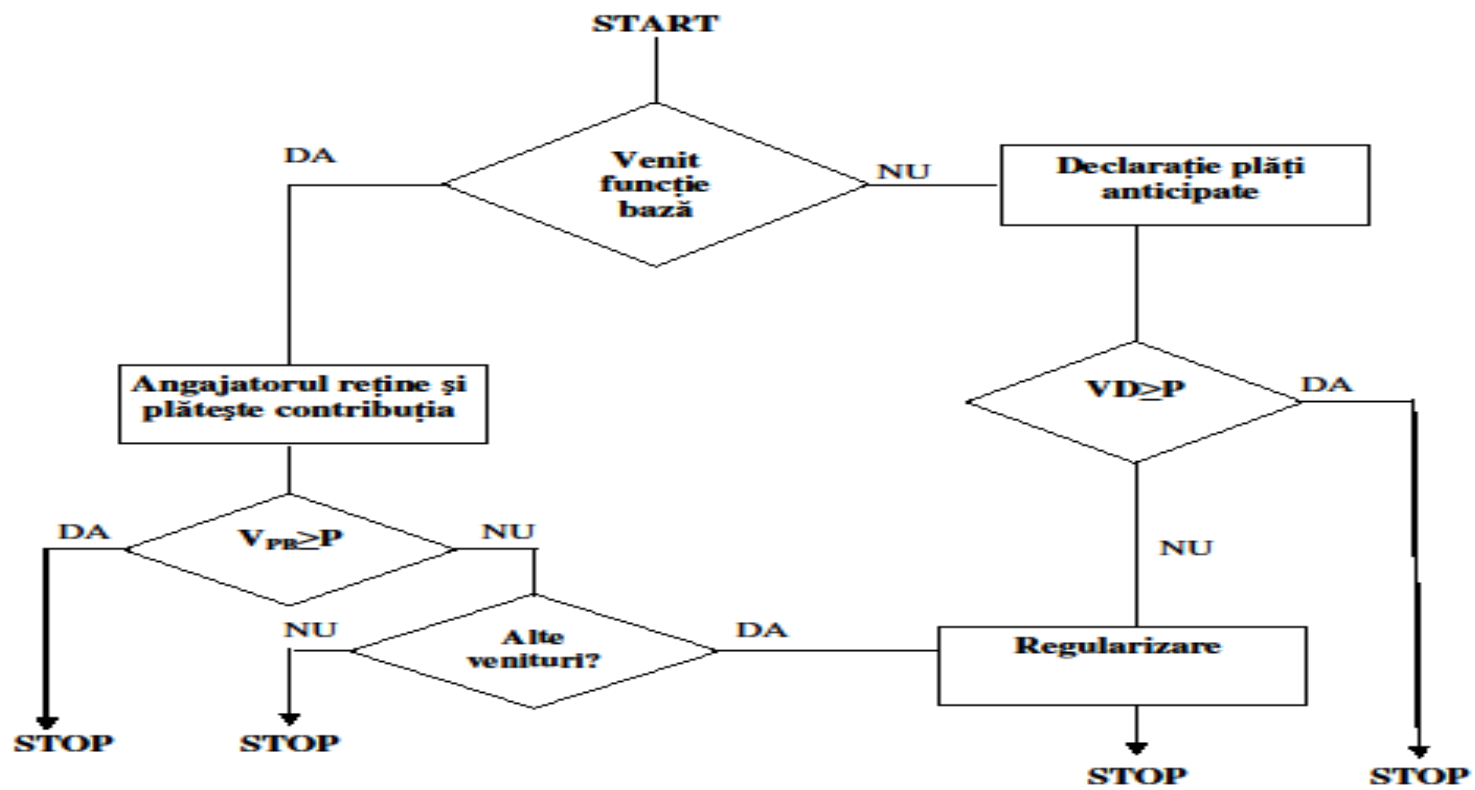 START
DA
Venit
funcție
bază
NU
Declarație plăți
anticipate
Angajatorul reține și
plătește contribuția
VD≥P
DA
DA
V_PB≥P
NU
NU
NU
Alte
venituri?
DA
Regularizare
STOP
STOP
STOP
STOP